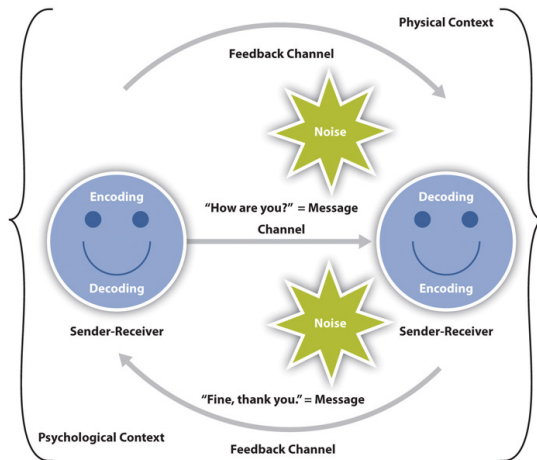 Physical Context
Feedback Channel
Noise
Encoding
Decoding
"How are you?" = Message
Channel
Decoding
Encoding
Sender-Receiver
Noise
Sender-Receiver
"Fine, thank you." = Message
Psychological Context
Feedback Channel